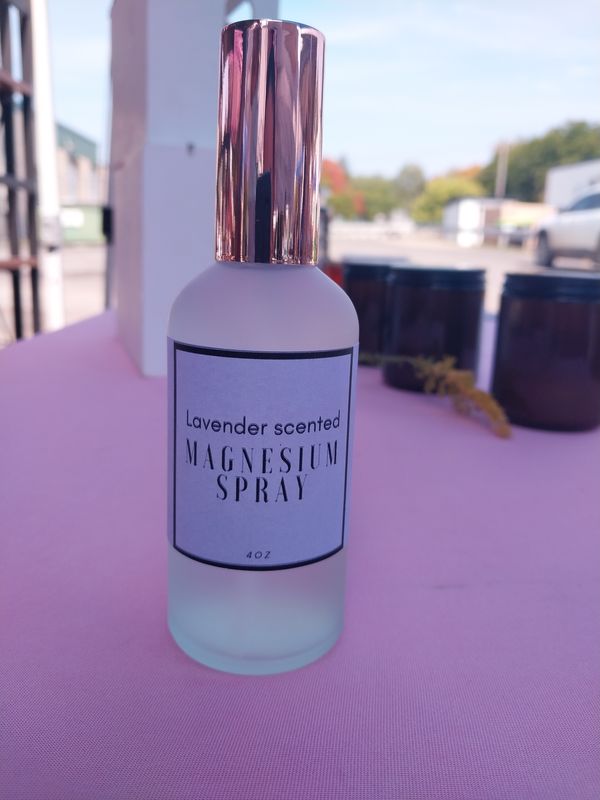 Lavender scented
MAGNESIUM
SPRAY
4OZ